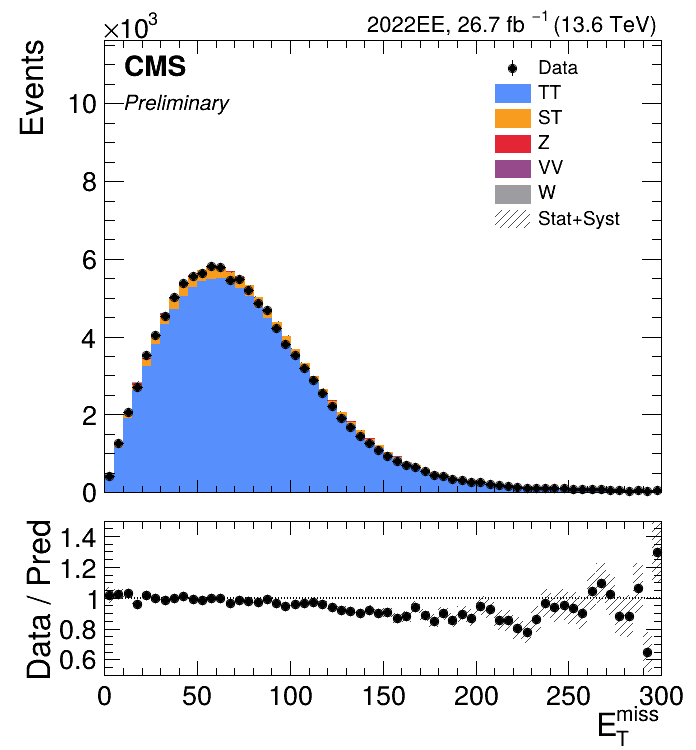 ×10³
2022EE, 26.7 fb ⁻¹ (13.6 TeV)
CMS
Preliminary
Events
10
8
6
4
2
0
Data
TT
ST
Z
VV
W
Stat+Syst
Data / Pred
1.4
1.2
1
0.8
0.6
0 50 100 150 200 250 300
E_T^miss